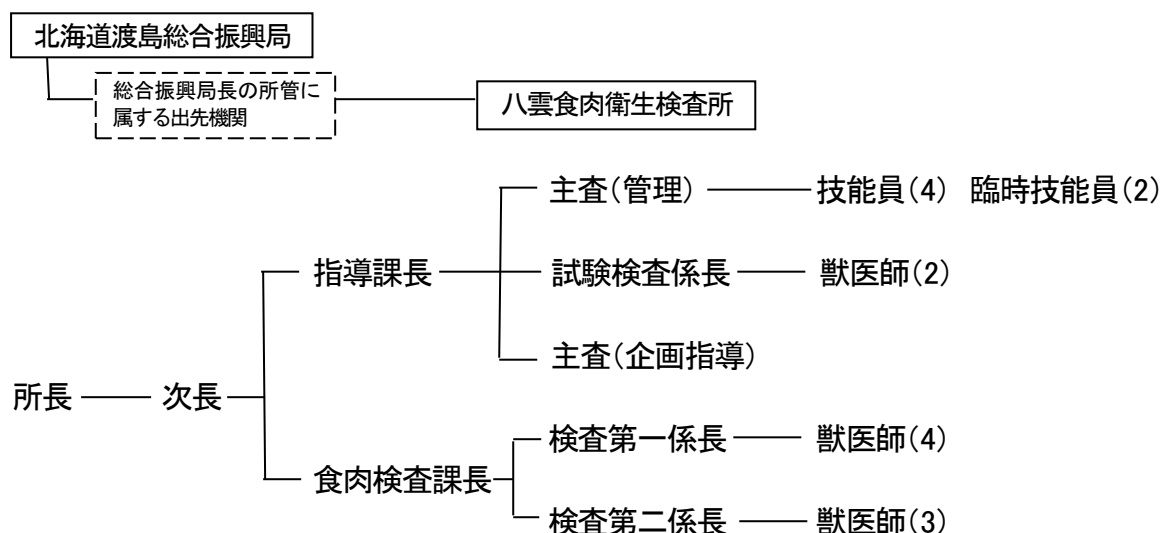 北海道渡島総合振興局
総合振興局長の所管に
属する出先機関
八雲食肉衛生検査所
主査(管理) 技能員(4) 臨時技能員(2)
指導課長 試験検査係長 獣医師(2)
主査(企画指導)
所長 次長
検査第一係長 獣医師(4)
食肉検査課長
検査第二係長 獣医師(3)